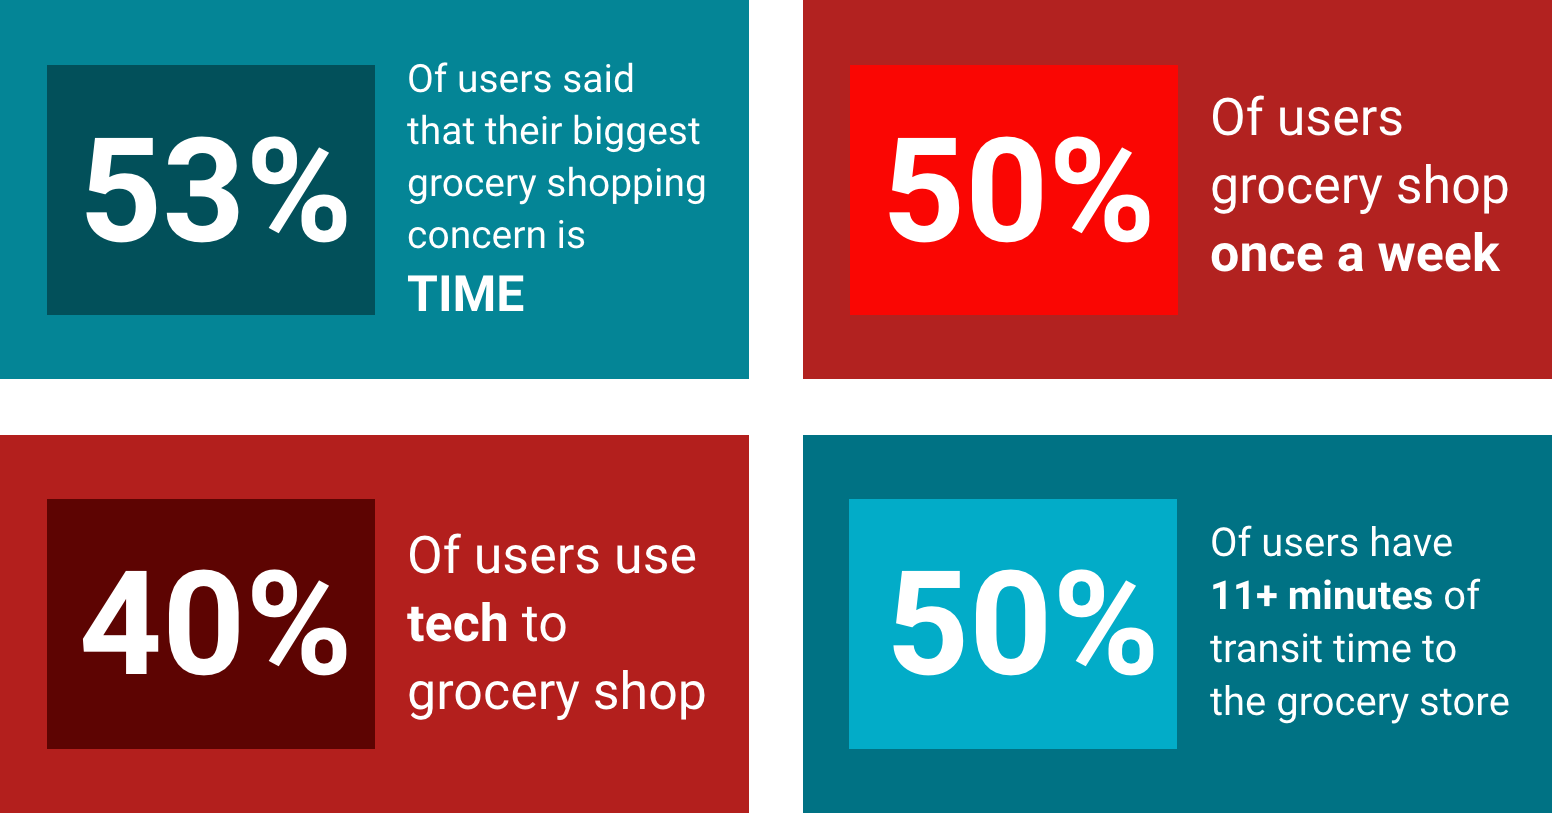 53%
Of users said
that their biggest
grocery shopping
concern is
TIME
50%
Of users
grocery shop
once a week
40%
Of users use
tech to
grocery shop
50%
Of users have
11+ minutes of
transit time to
the grocery store